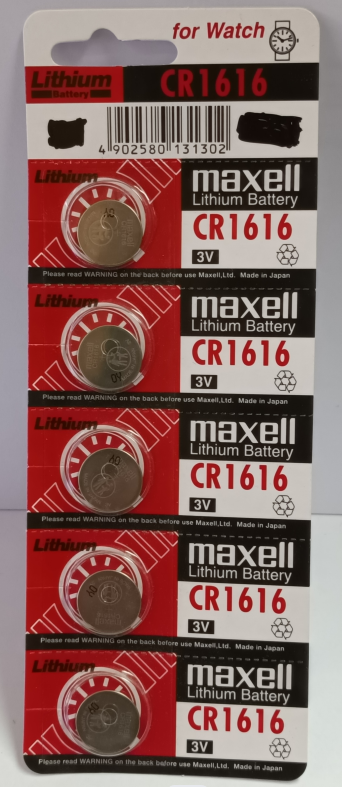 for Watch
Lithium
Battery
CR1616
4 902580 131302
Lithium
maxell
Lithium Battery
CR1616
3V
Please read WARNING on the back before use Maxell,Ltd. Made in Japan
Lithium
maxell
Lithium Battery
CR1616
3V
Please read WARNING on the back before use Maxell,Ltd. Made in Japan
Lithium
maxell
Lithium Battery
CR1616
3V
Please read WARNING on the back before use Maxell,Ltd. Made in Japan
Lithium
maxell
Lithium Battery
CR1616
3V
Please read WARNING on the back before use Maxell,Ltd. Made in Japan
Lithium
maxell
Lithium Battery
CR1616
3V
Please read WARNING on the back before use Maxell,Ltd. Made in Japan